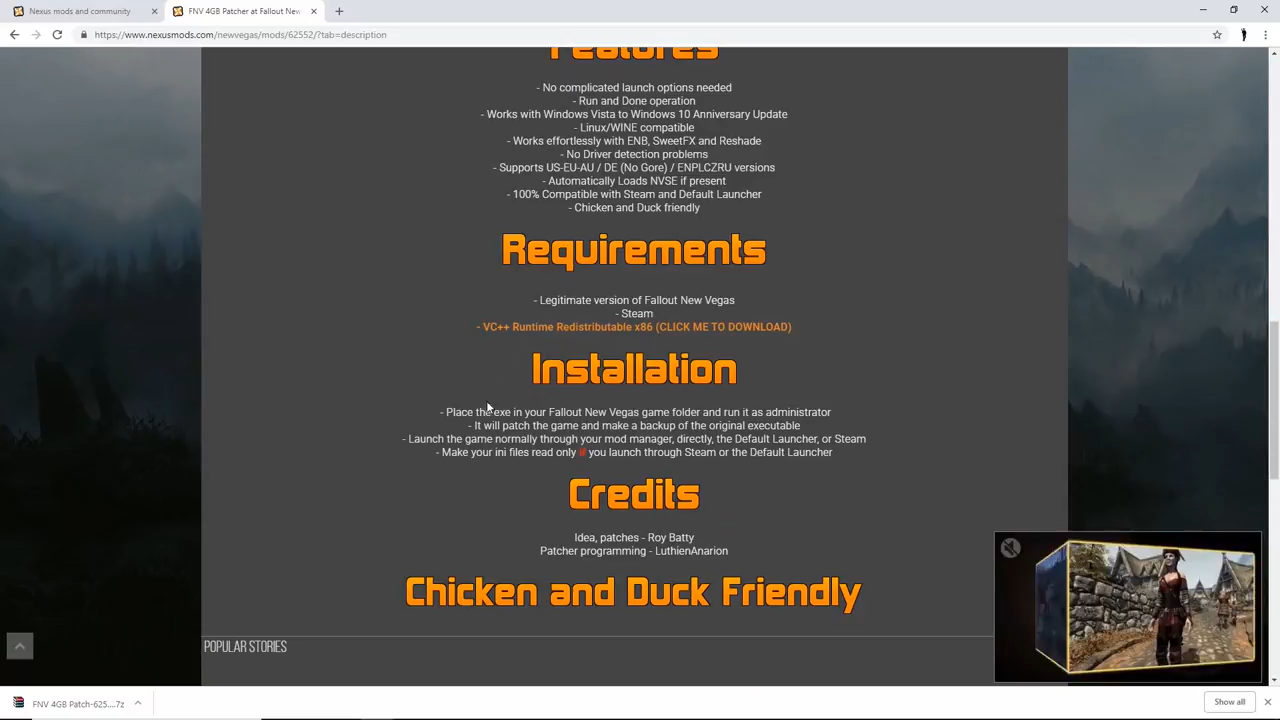 Nexus mods and community
FNV 4GB Patcher at Fallout New
https://www.nexusmods.com/newvegas/mods/62552/?tab=description
Features
- No complicated launch options needed
- Run and Done operation
- Works with Windows Vista to Windows 10 Anniversary Update
- Linux/WINE compatible
- Works effortlessly with ENB, SweetFX and Reshade
- No Driver detection problems
- Supports US-EU-AU / DE (No Gore) / ENPLCZRU versions
- Automatically Loads NVSE if present
- 100% Compatible with Steam and Default Launcher
- Chicken and Duck friendly
Requirements
- Legitimate version of Fallout New Vegas
- Steam
- VC++ Runtime Redistributable x86 (CLICK ME TO DOWNLOAD)
Installation
- Place the exe in your Fallout New Vegas game folder and run it as administrator
- It will patch the game and make a backup of the original executable
- Launch the game normally through your mod manager, directly, the Default Launcher, or Steam
- Make your ini files read only if you launch through Steam or the Default Launcher
Credits
Idea, patches - Roy Batty
Patcher programming - LuthienAnarion
Chicken and Duck Friendly
POPULAR STORIES
FNV 4GB Patch-625....7z
Show all